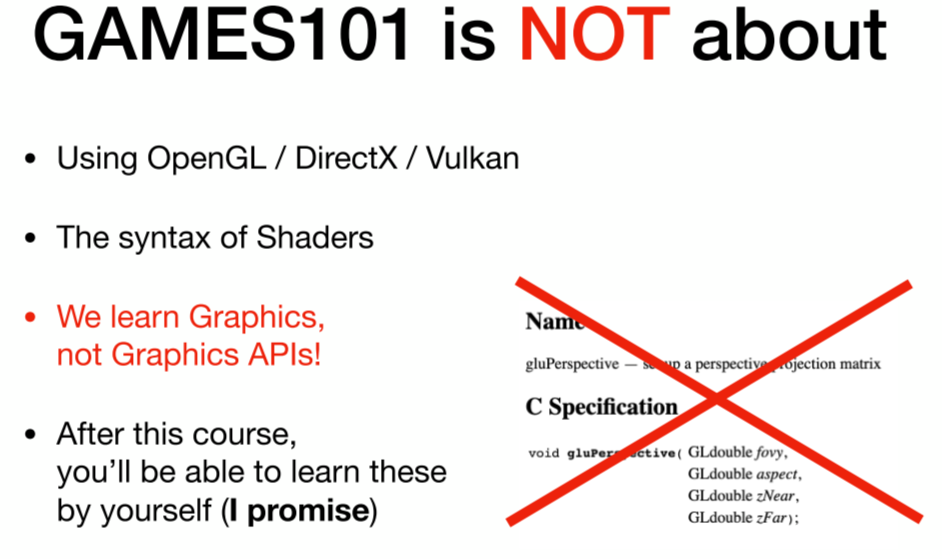 GAMES101 is NOT about
• Using OpenGL / DirectX / Vulkan
• The syntax of Shaders
• We learn Graphics,
not Graphics APIs!
• After this course,
you'll be able to learn these
by yourself (I promise)
Name
gluPerspective — set up a perspective projection matrix
C Specification
void gluPerspective( GLdouble fovy,
GLdouble aspect,
GLdouble zNear,
GLdouble zFar);